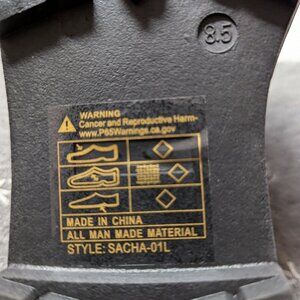 8.5
WARNING
Cancer and Reproductive Harm-
www.P65Warnings.ca.gov
MADE IN CHINA
ALL MAN MADE MATERIAL
STYLE: SACHA-01L